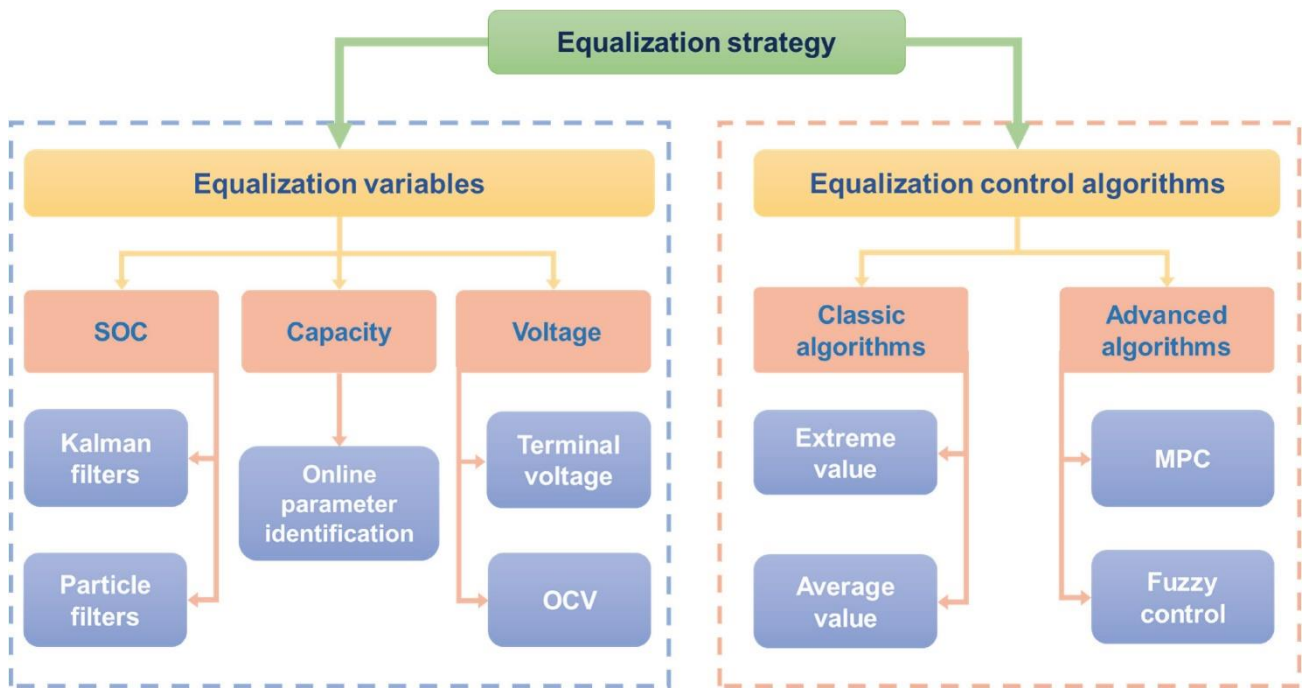 Equalization strategy
Equalization variables
Equalization control algorithms
SOC
Capacity
Voltage
Classic
algorithms
Advanced
algorithms
Kalman
filters
Online
parameter
identification
Terminal
voltage
Extreme
value
MPC
Particle
filters
OCV
Average
value
Fuzzy
control